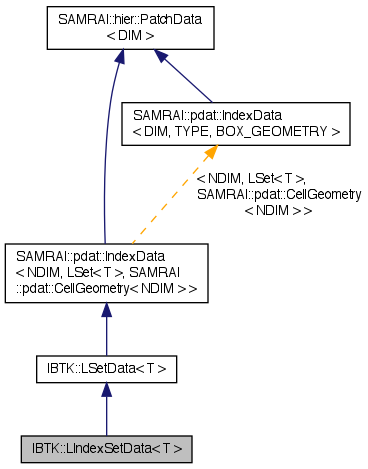 SAMRAI::hier::PatchData
< DIM >
SAMRAI::pdat::IndexData
< DIM, TYPE, BOX_GEOMETRY >
< NDIM, LSet< T >,
SAMRAI::pdat::CellGeometry
< NDIM >>
SAMRAI::pdat::IndexData
< NDIM, LSet< T >, SAMRAI
::pdat::CellGeometry< NDIM >>
IBTK::LSetData< T >
IBTK::LIndexSetData< T >